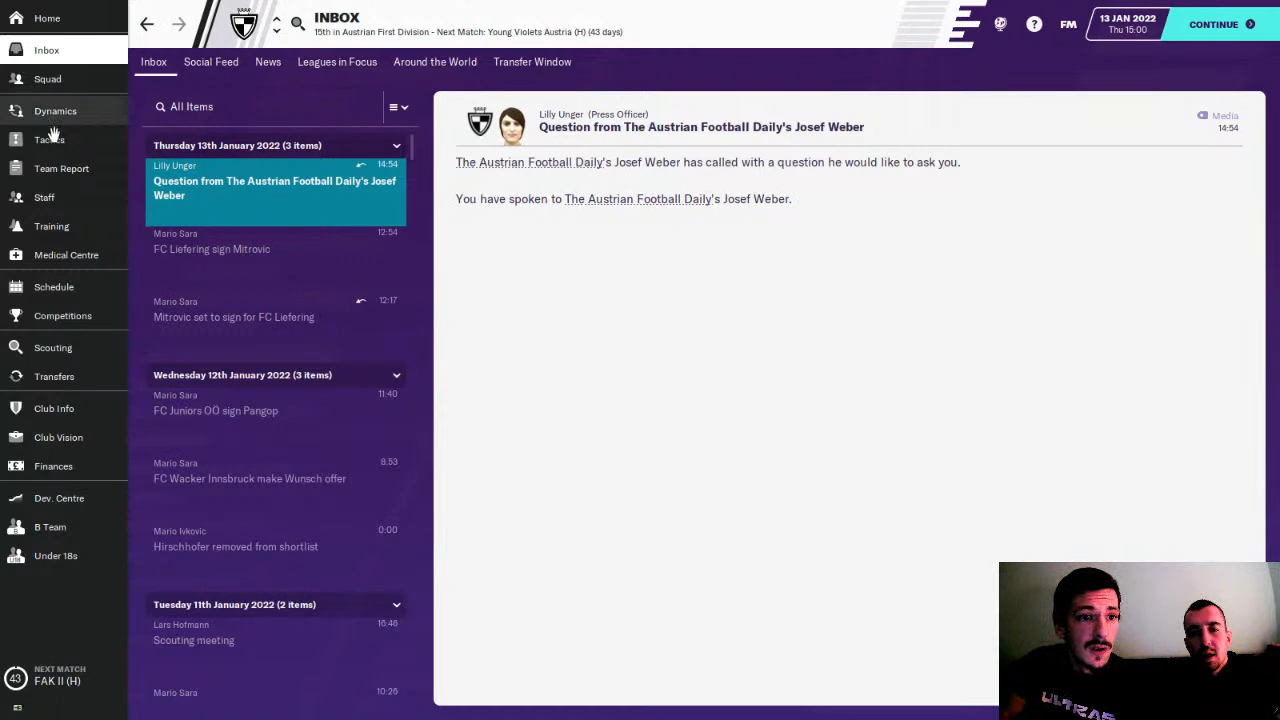 Home
INBOX
15th in Austrian First Division - Next Match: Young Violets Austria (H) (43 days)
FM
13 JAN 2022
Thu 15:00
CONTINUE
Inbox
Squad
Dynamics
Team Report
Staff
Training
Medical Centre
Schedule
Competitions
Scouting
Transfers
Club Info
Club Vision
Finances
Dev. Centre
B Team
Under 18s
NEXT MATCH
43
FAK II (H)
Inbox Social Feed News Leagues in Focus Around the World Transfer Window
All Items
Thursday 13th January 2022 (3 items)
Lilly Unger 14:54
Question from The Austrian Football Daily's Josef
Weber
Mario Sara 12:54
FC Liefering sign Mitrovic
Mario Sara 12:17
Mitrovic set to sign for FC Liefering
Wednesday 12th January 2022 (3 items)
Mario Sara 11:40
FC Juniors OÖ sign Pangop
Mario Sara 8:53
FC Wacker Innsbruck make Wunsch offer
Mario Ivkovic 0:00
Hirschhofer removed from shortlist
Tuesday 11th January 2022 (2 items)
Lars Hofmann 16:46
Scouting meeting
Mario Sara 10:26
Lilly Unger (Press Officer)
Question from The Austrian Football Daily's Josef Weber
Media
14:54
The Austrian Football Daily's Josef Weber has called with a question he would like to ask you.
You have spoken to The Austrian Football Daily's Josef Weber.
ULTRAS